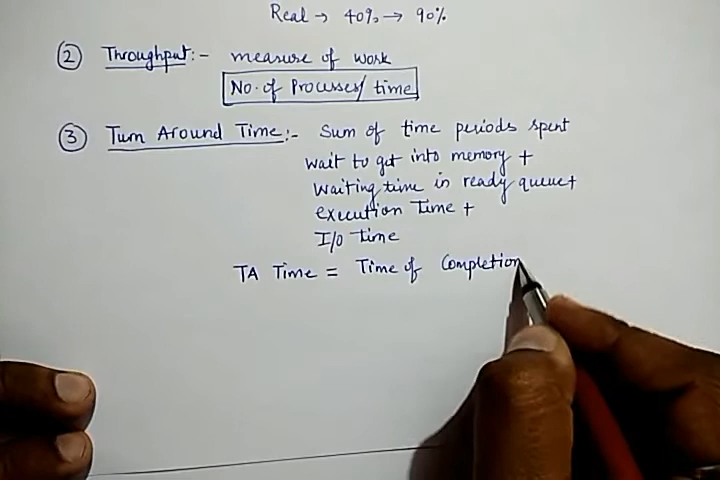 Real → 40% → 90%
② Throughput:- measure of work
No. of Processes/ time
③ Turn Around Time:- Sum of time periods spent
wait to get into memory +
waiting time in ready queue +
execution Time +
I/O Time
TA Time = Time of Completion